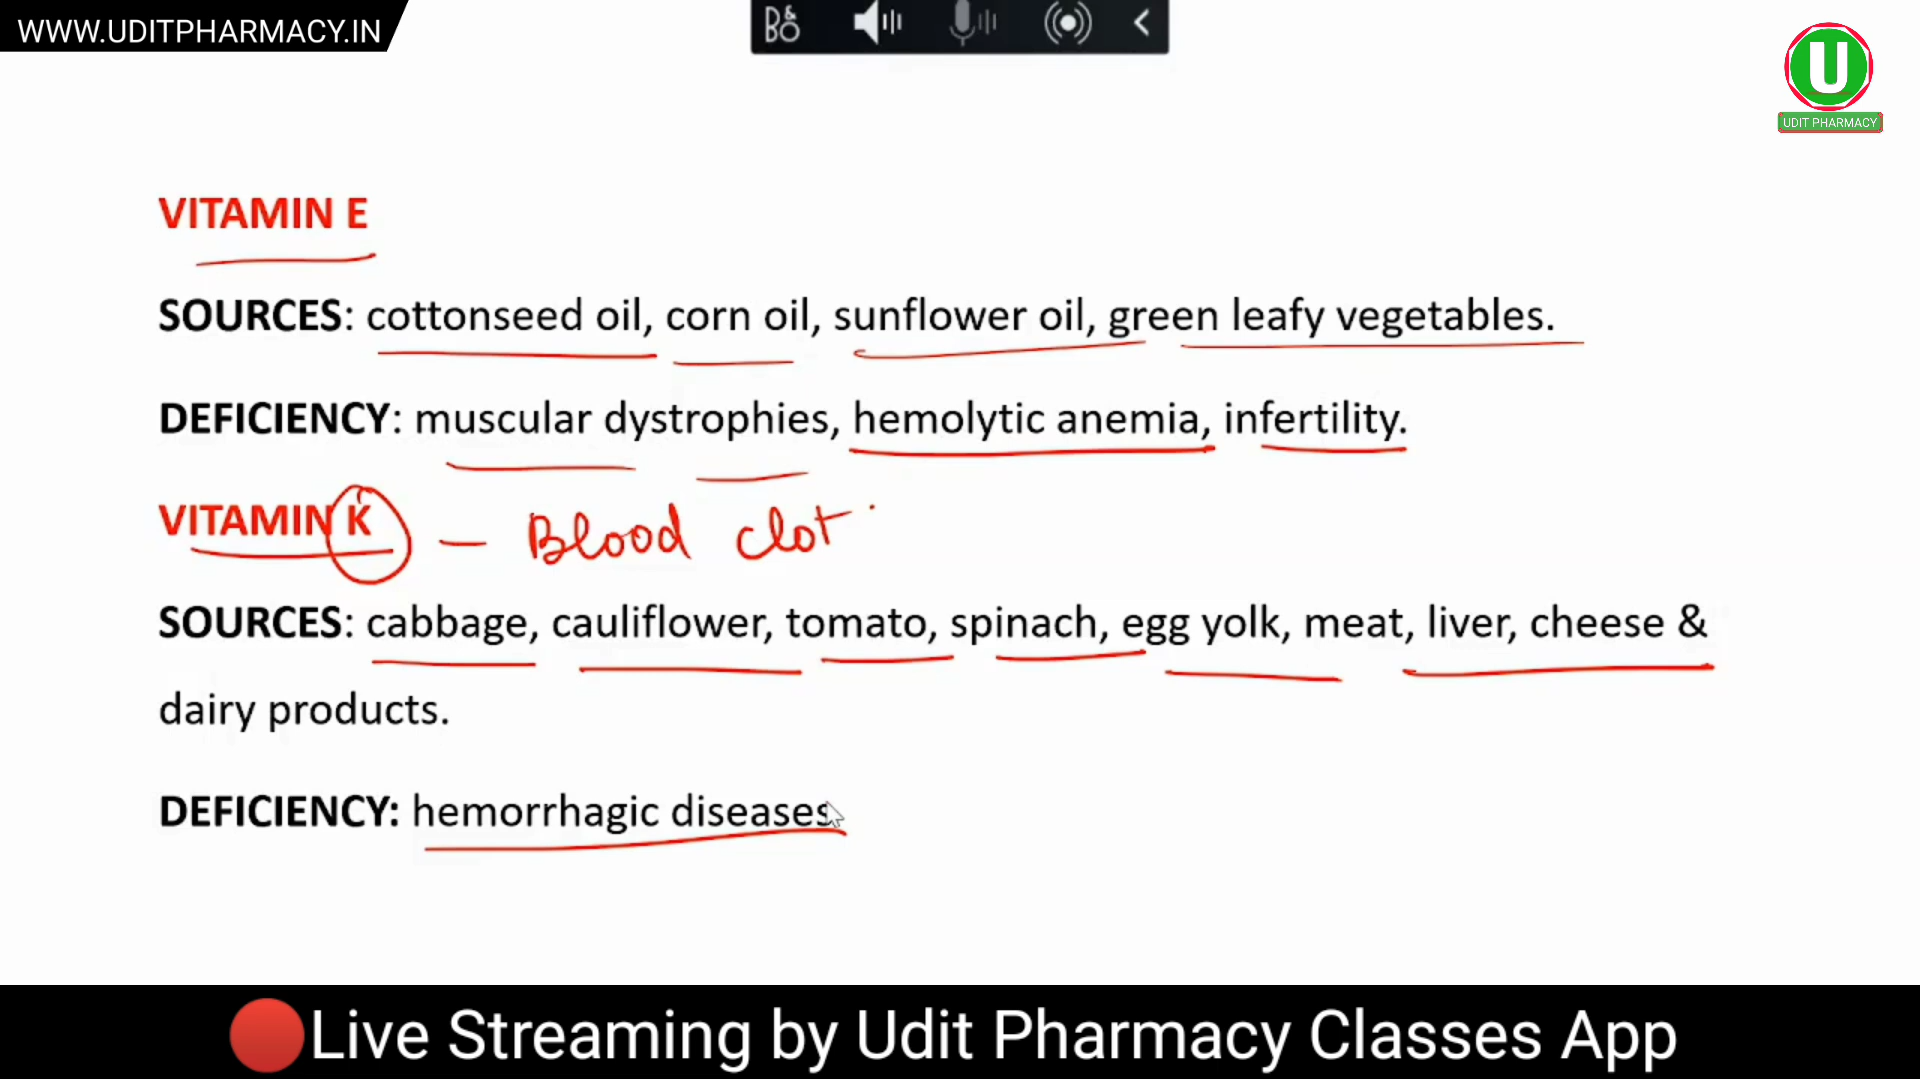 WWW.UDITPHARMACY.IN
B&O
U
UDIT PHARMACY
VITAMIN E
SOURCES: cottonseed oil, corn oil, sunflower oil, green leafy vegetables.
DEFICIENCY: muscular dystrophies, hemolytic anemia, infertility.
VITAMIN K — Blood clot
SOURCES: cabbage, cauliflower, tomato, spinach, egg yolk, meat, liver, cheese &
dairy products.
DEFICIENCY: hemorrhagic diseases
Live Streaming by Udit Pharmacy Classes App